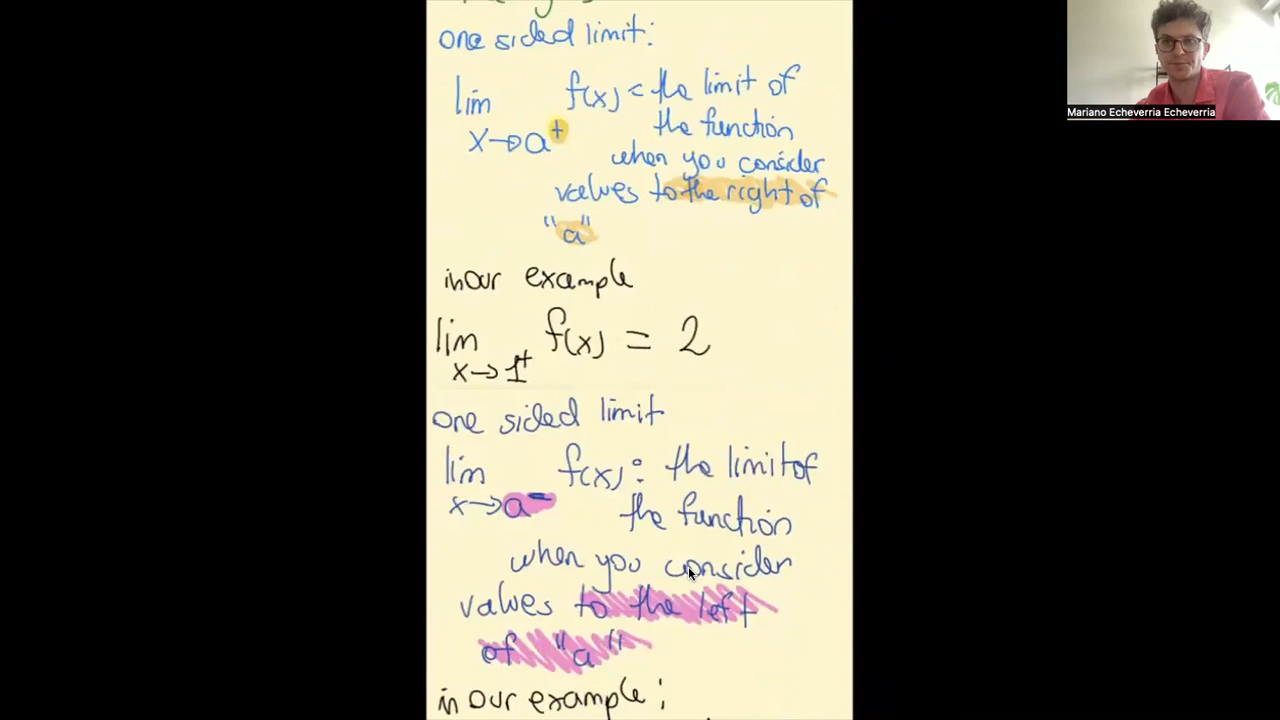 one sided limit:
lim f(x) = the limit of
x→a⁺ the function
when you consider
values to the right of
"a"
in our example
lim f(x) = 2
x→1⁺
one sided limit
lim f(x): the limit of
x→a⁻ the function
when you consider
values to the left
of "a"
in our example:
Mariano Echeverria Echeverria